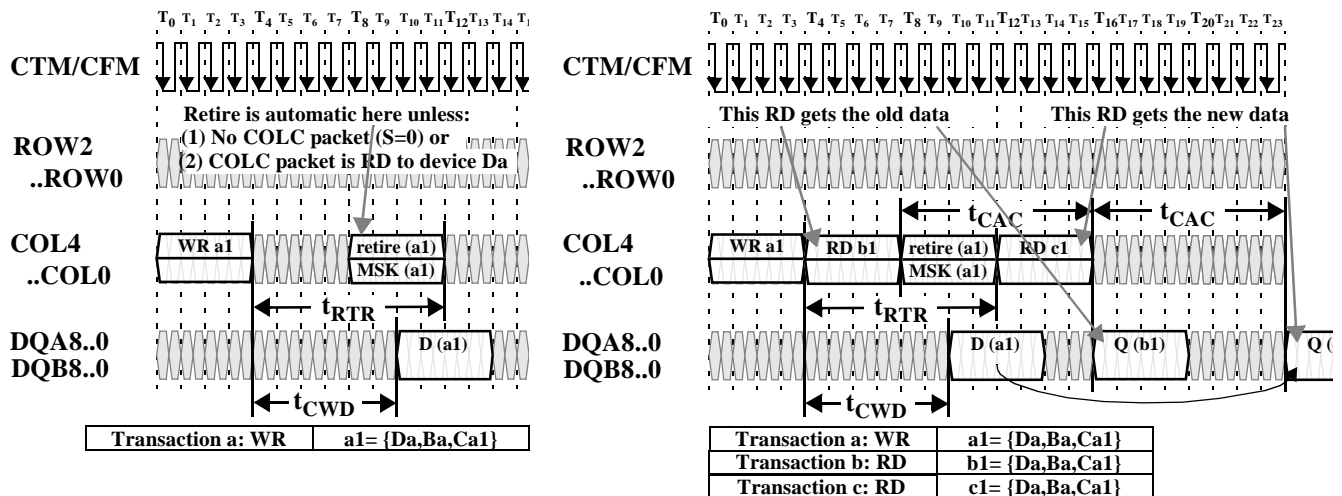 T0 T1 T2 T3 T4 T5 T6 T7 T8 T9 T10 T11 T12 T13 T14
CTM/CFM
Retire is automatic here unless:
(1) No COLC packet (S=0) or
(2) COLC packet is RD to device Da
ROW2
..ROW0
COL4
..COL0
WR a1
retire (a1)
MSK (a1)
tRTR
DQA8..0
DQB8..0
D (a1)
tCWD
Transaction a: WR a1= {Da,Ba,Ca1}
T0 T1 T2 T3 T4 T5 T6 T7 T8 T9 T10 T11 T12 T13 T14 T15 T16 T17 T18 T19 T20 T21 T22 T23
CTM/CFM
This RD gets the old data
This RD gets the new data
ROW2
..ROW0
tCAC
tCAC
COL4
..COL0
WR a1
RD b1
retire (a1)
MSK (a1)
RD c1
tRTR
DQA8..0
DQB8..0
D (a1)
Q (b1)
Q (
tCWD
Transaction a: WR a1= {Da,Ba,Ca1}
Transaction b: RD b1= {Da,Ba,Ca1}
Transaction c: RD c1= {Da,Ba,Ca1}